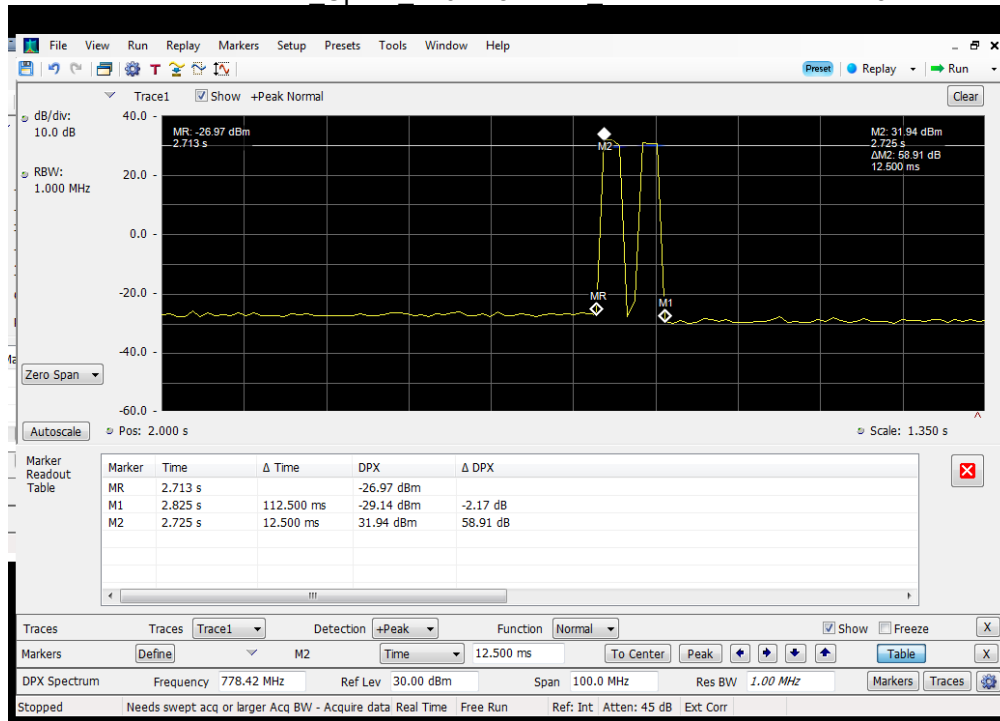 File View Run Replay Markers Setup Presets Tools Window Help
T Preset Replay Run
Trace1 Show +Peak Normal Clear
dB/div:
10.0 dB
RBW:
1.000 MHz
40.0
20.0
0.0
-20.0
-40.0
-60.0
MR: -26.97 dBm
2.713 s
M2: 31.94 dBm
2.725 s
ΔM2: 58.91 dB
12.500 ms
M2
MR
M1
Zero Span
Autoscale Pos: 2.000 s Scale: 1.350 s
Marker
Readout
Table
Marker Time Δ Time DPX Δ DPX
MR 2.713 s -26.97 dBm
M1 2.825 s 112.500 ms -29.14 dBm -2.17 dB
M2 2.725 s 12.500 ms 31.94 dBm 58.91 dB
Traces Traces Trace1 Detection +Peak Function Normal Show Freeze X
Markers Define M2 Time 12.500 ms To Center Peak Table X
DPX Spectrum Frequency 778.42 MHz Ref Lev 30.00 dBm Span 100.0 MHz Res BW 1.00 MHz Markers Traces
Stopped Needs swept acq or larger Acq BW - Acquire data Real Time Free Run Ref: Int Atten: 45 dB Ext Corr